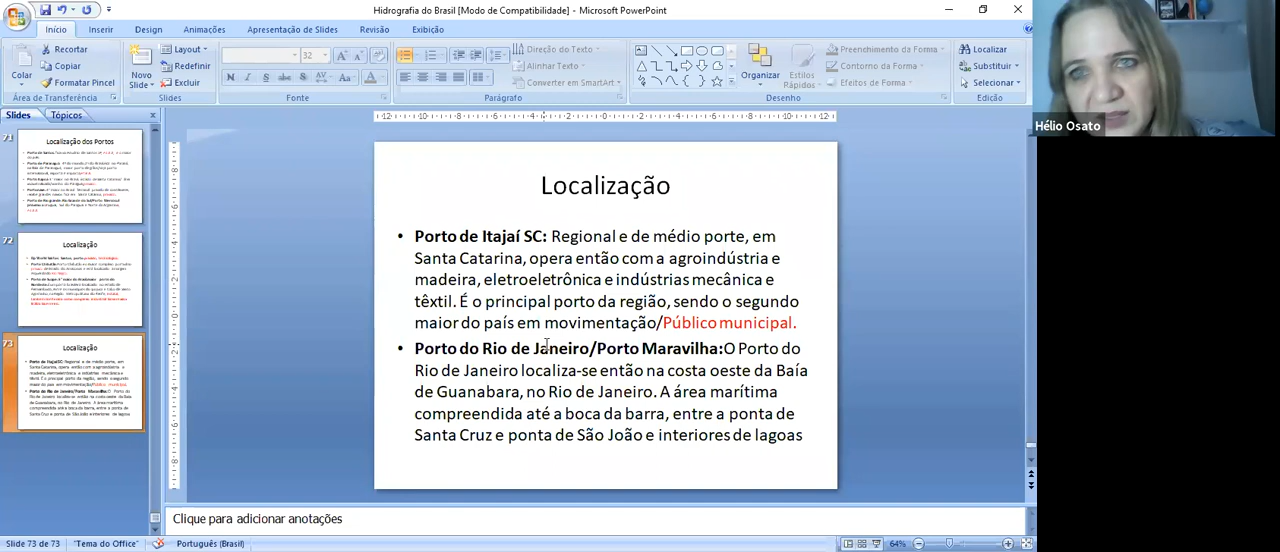 Hidrografia do Brasil [Modo de Compatibilidade] - Microsoft PowerPoint
Início
Inserir
Design
Animações
Apresentação de Slides
Revisão
Exibição
Colar
Recortar
Copiar
Formatar Pincel
Área de Transferência
Novo
Slide
Layout
Redefinir
Excluir
Slides
32
N I S abe S AV Aa A
Fonte
Direção do Texto
Alinhar Texto
Converter em SmartArt
Parágrafo
Organizar
Estilos
Rápidos
Preenchimento da Forma
Contorno da Forma
Efeitos de Forma
Desenho
Localizar
Substituir
Selecionar
Edição
Hélio Osato
Slides
Tópicos
71
Localização dos Portos
72
Localização
73
Localização
Localização
• Porto de Itajaí SC: Regional e de médio porte, em
Santa Catarina, opera então com a agroindústria e
madeira, eletroeletrônica e indústrias mecânica e
têxtil. É o principal porto da região, sendo o segundo
maior do país em movimentação/Público municipal.
• Porto do Rio de Janeiro/Porto Maravilha:O Porto do
Rio de Janeiro localiza-se então na costa oeste da Baía
de Guanabara, no Rio de Janeiro. A área marítima
compreendida até a boca da barra, entre a ponta de
Santa Cruz e ponta de São João e interiores de lagoas
Clique para adicionar anotações
Slide 73 de 73
"Tema do Office"
Português (Brasil)
64%